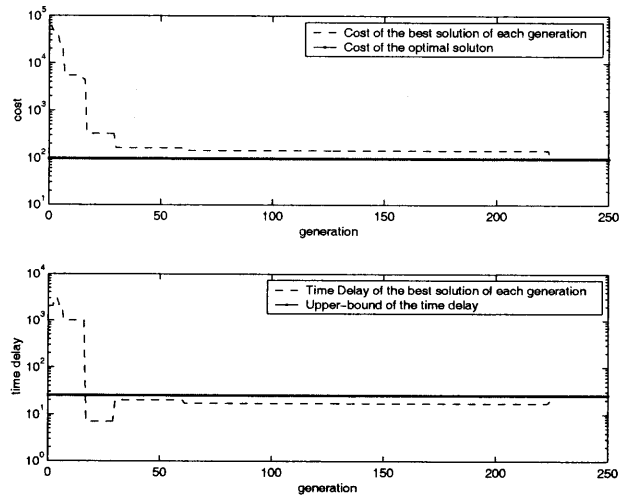 10^5
10^4
10^3
10^2
10^1
cost
Cost of the best solution of each generation
Cost of the optimal soluton
0
50
100
150
200
250
generation
10^4
10^3
10^2
10^1
10^0
time delay
Time Delay of the best solution of each generation
Upper-bound of the time delay
0
50
100
150
200
250
generation